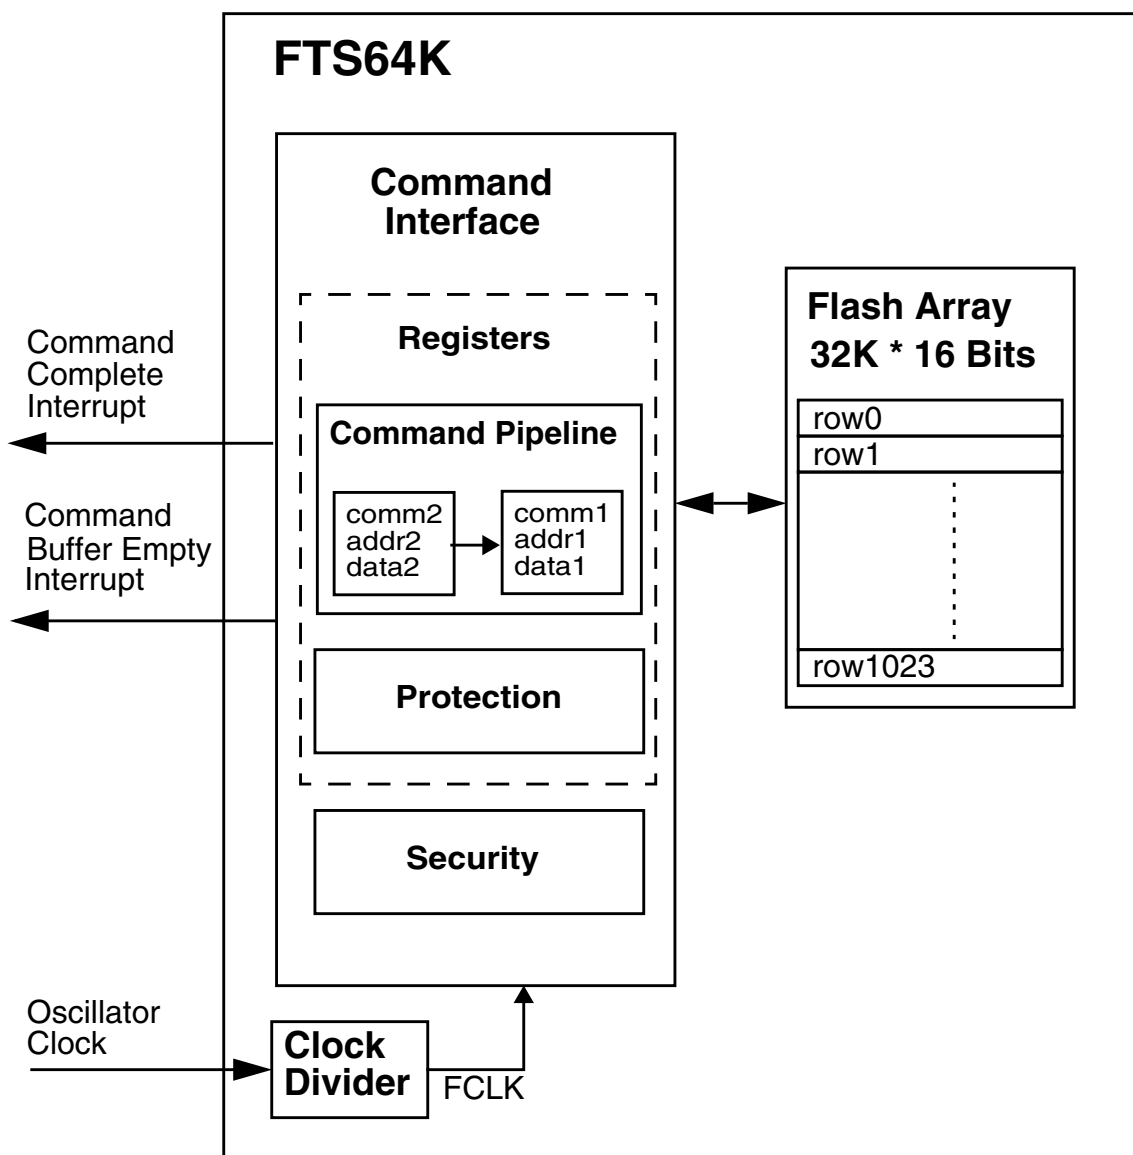 FTS64K
Command
Interface
Registers
Command Pipeline
comm2
addr2
data2
comm1
addr1
data1
Protection
Security
Command
Complete
Interrupt
Command
Buffer Empty
Interrupt
Oscillator
Clock
Clock
Divider
FCLK
Flash Array
32K * 16 Bits
row0
row1
row1023